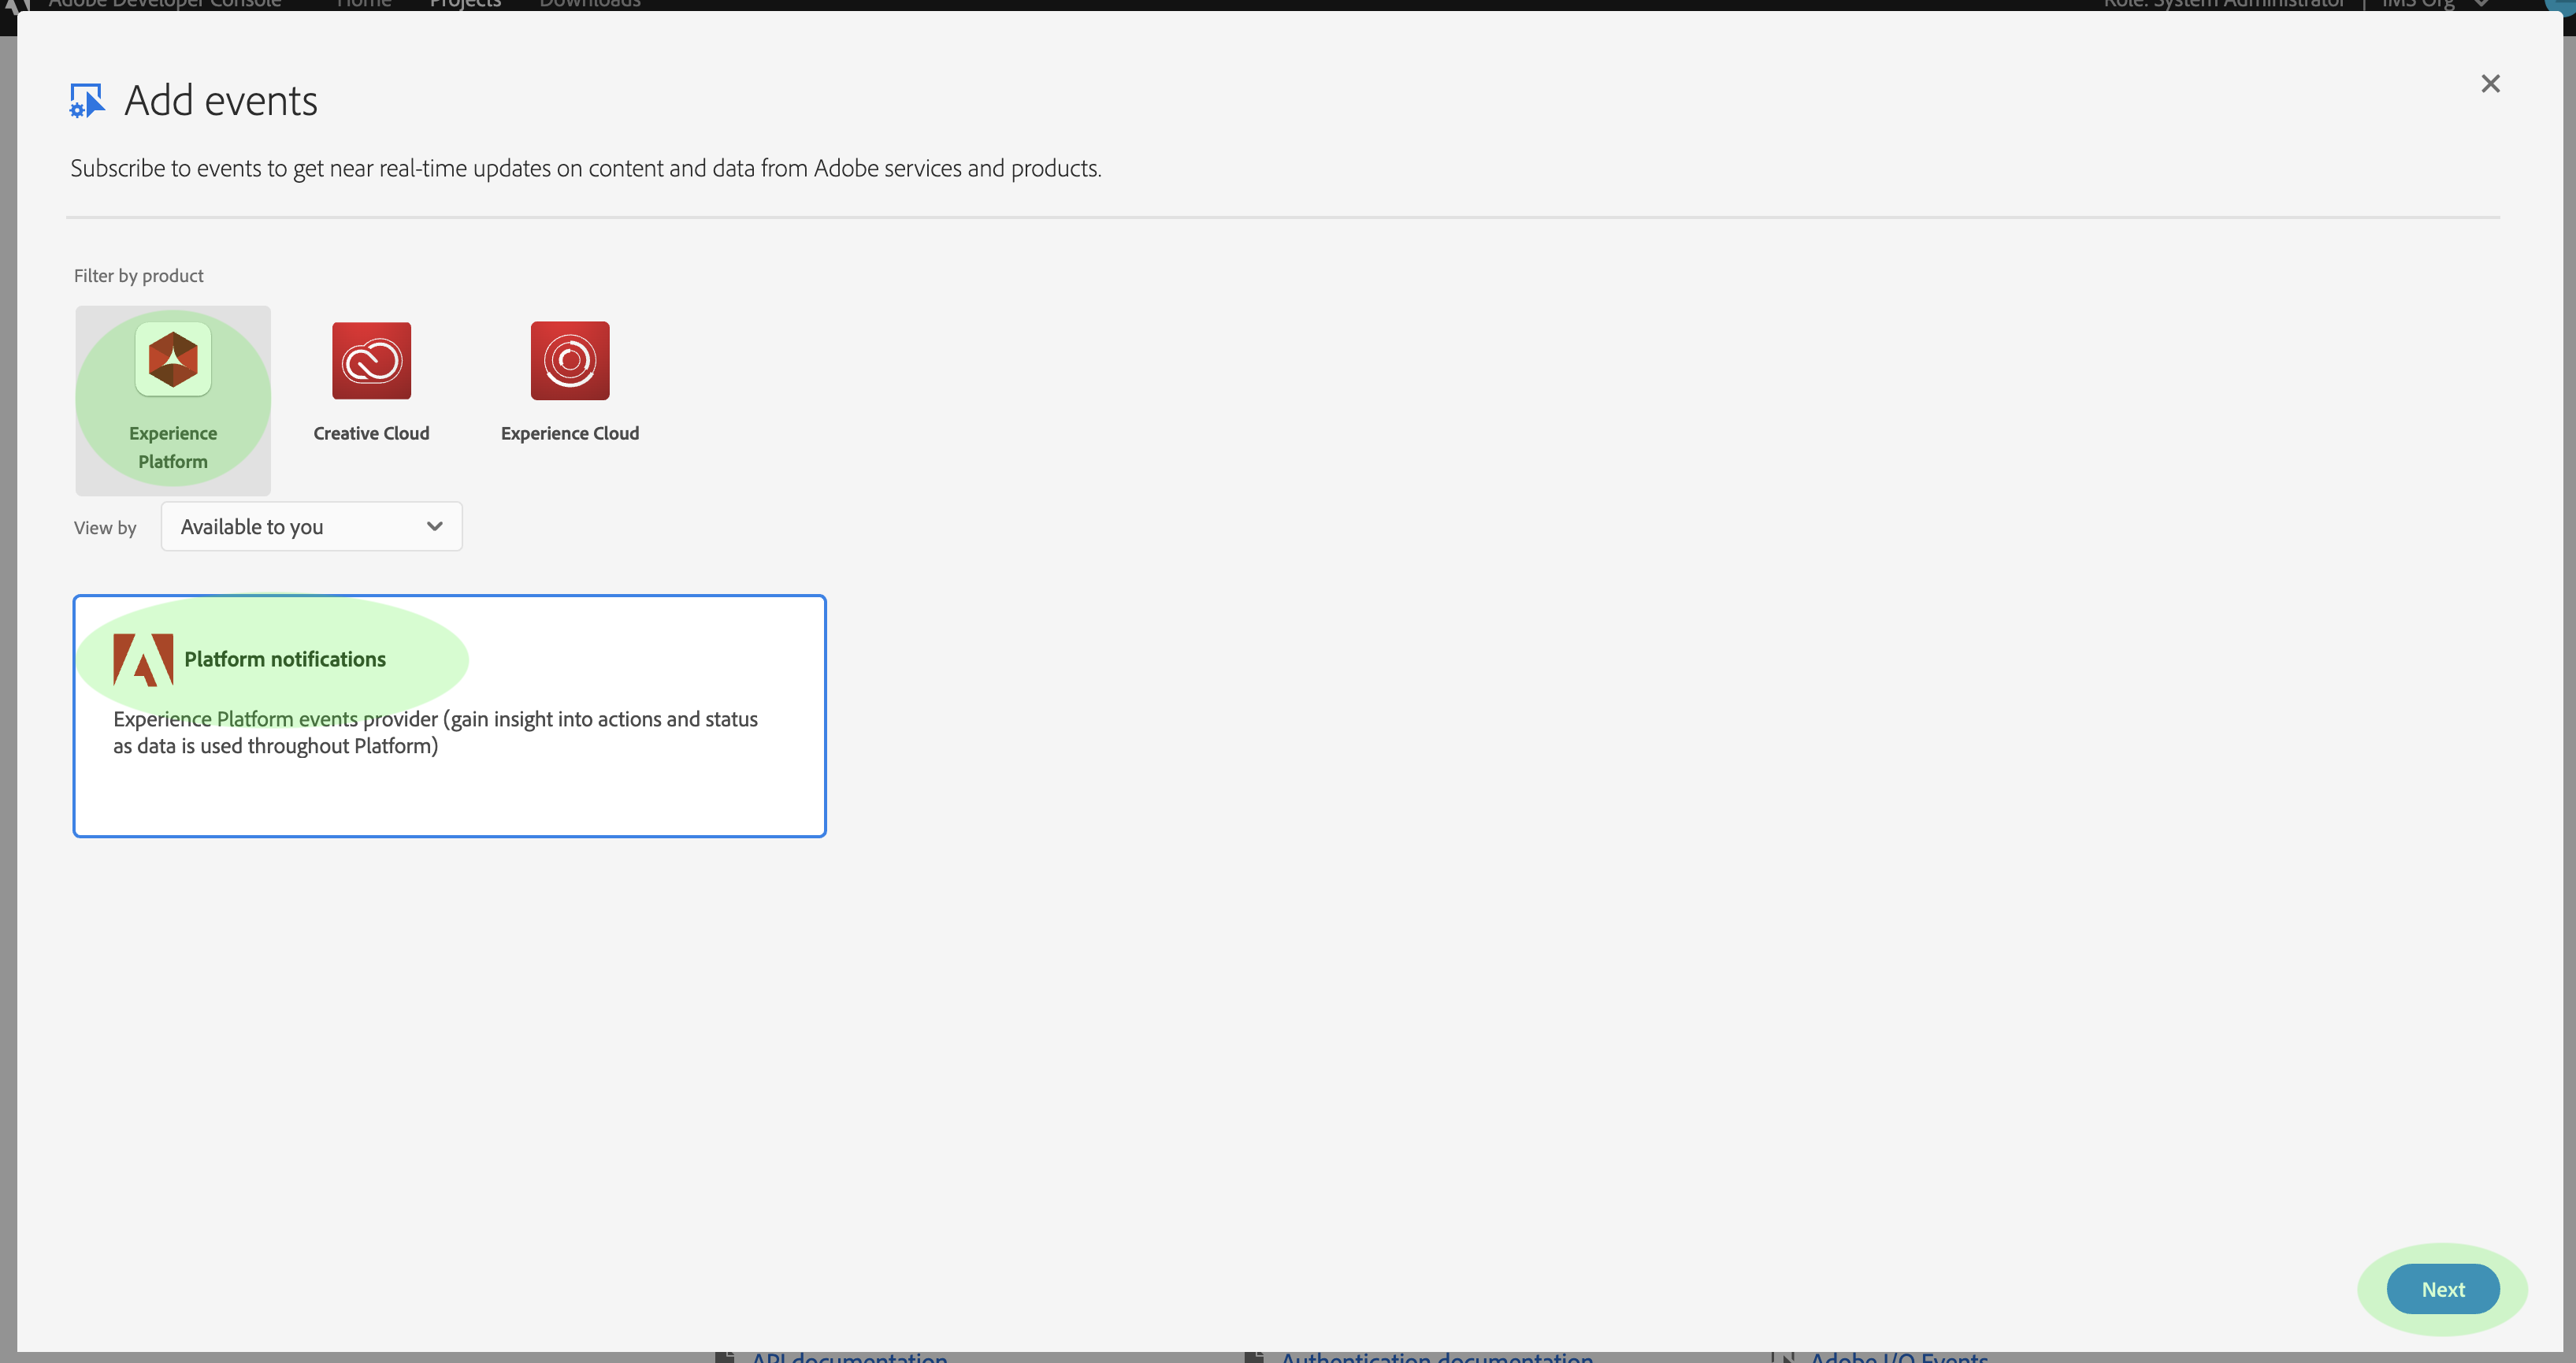 Adobe Developer Console Home Projects Downloads Role: System Administrator | IMS Org
Add events
Subscribe to events to get near real-time updates on content and data from Adobe services and products.
Filter by product
Experience
Platform
Creative Cloud
Experience Cloud
View by Available to you
Platform notifications
Experience Platform events provider (gain insight into actions and status
as data is used throughout Platform)
Next
API documentation Authentication documentation Adobe I/O Events